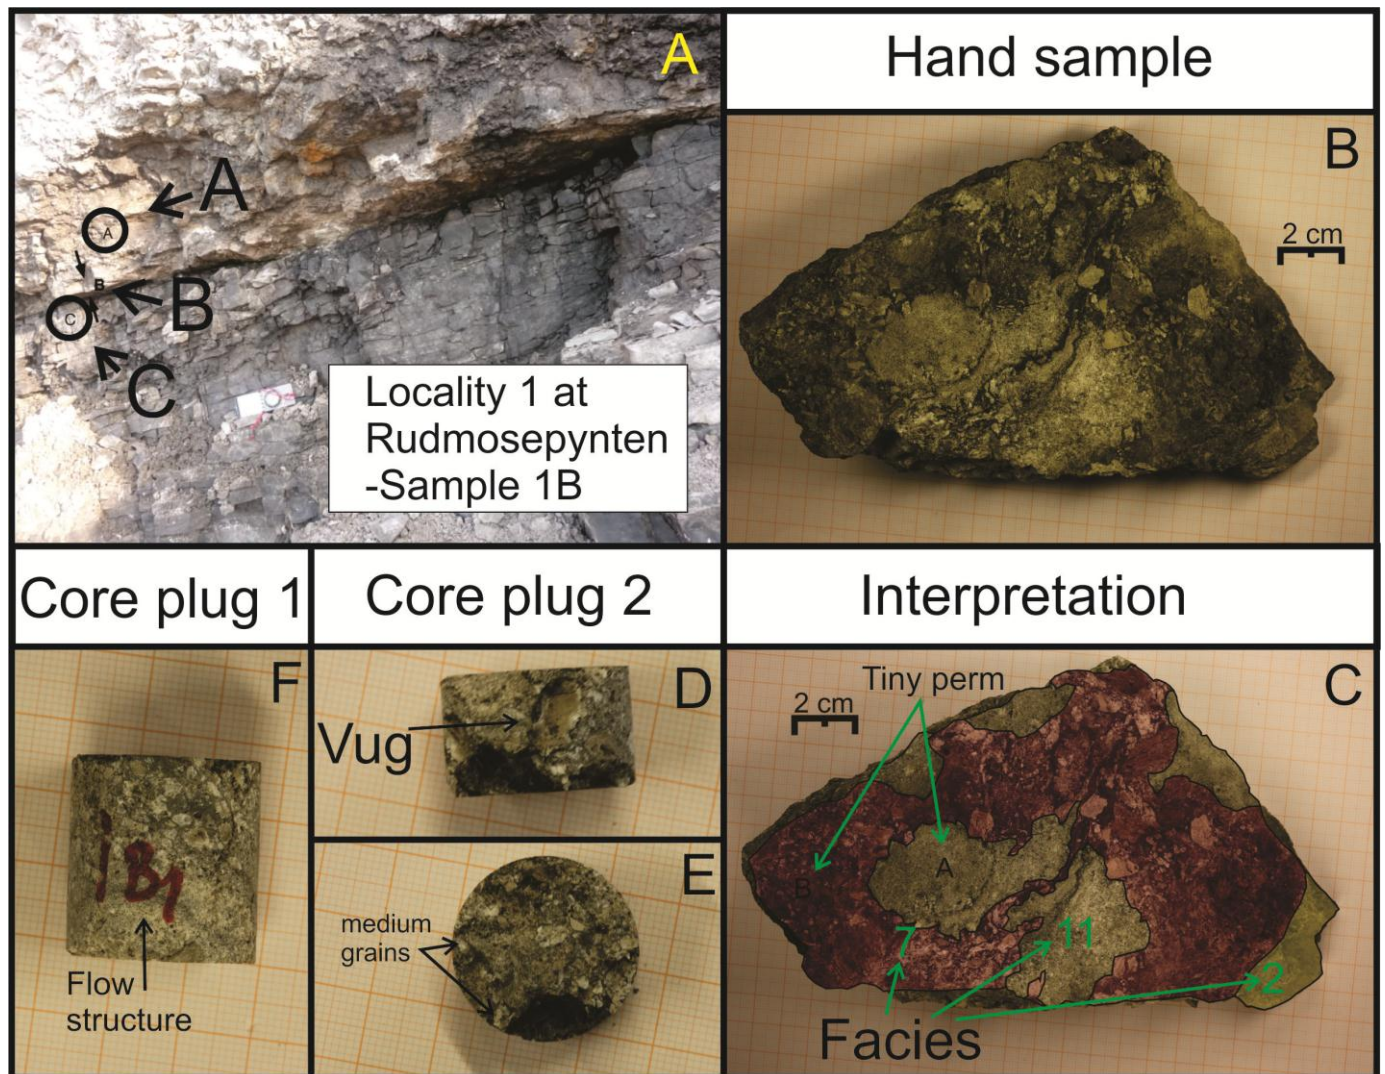 A
A
A
B
B
C
C
Locality 1 at
Rudmosepynten
-Sample 1B
Hand sample
B
2 cm
Core plug 1
Core plug 2
Interpretation
F
1B1
Flow
structure
D
Vug
E
medium
grains
C
Tiny perm
2 cm
A
B
7
11
2
Facies